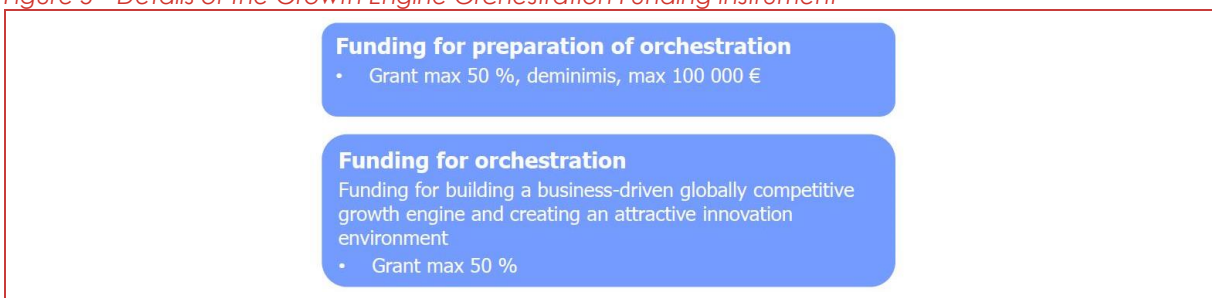 Funding for preparation of orchestration
• Grant max 50 %, deminimis, max 100 000 €
Funding for orchestration
Funding for building a business-driven globally competitive
growth engine and creating an attractive innovation
environment
• Grant max 50 %